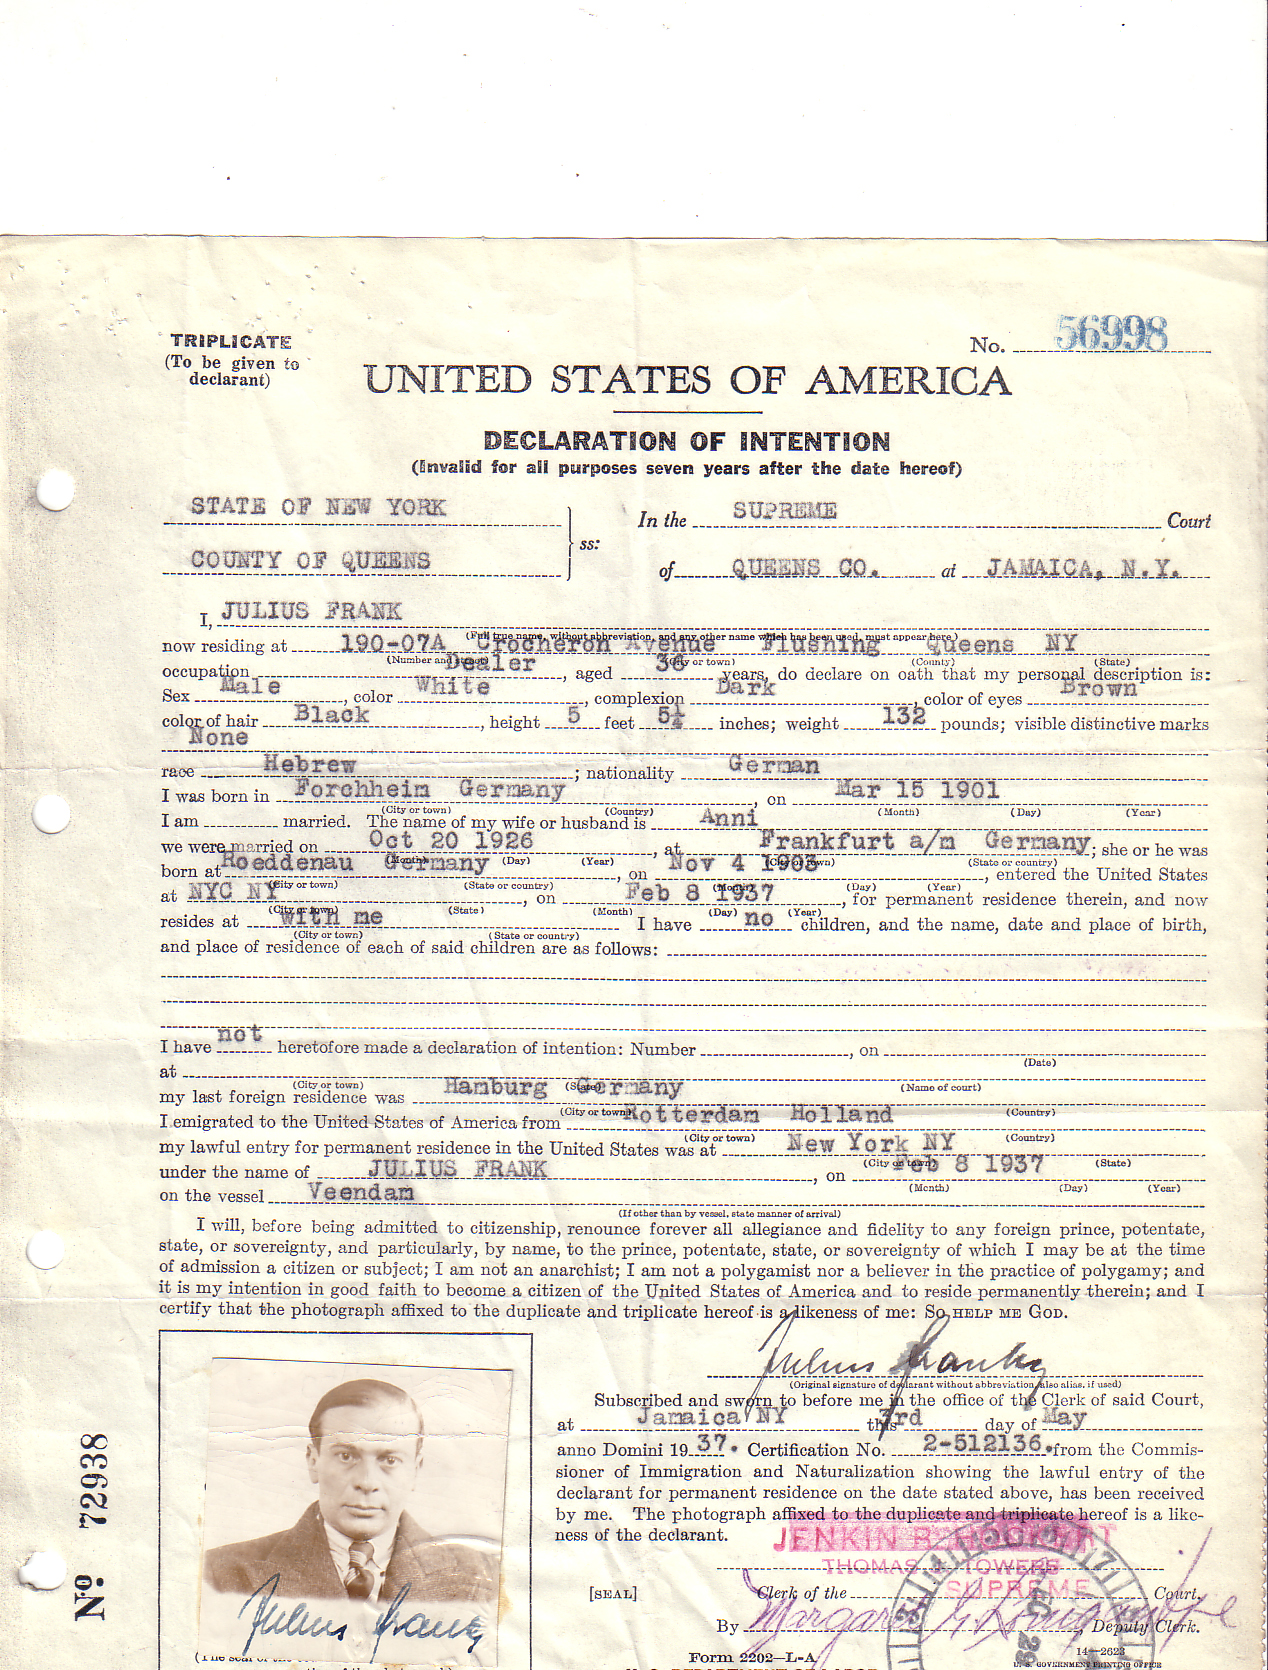 TRIPLICATE
(To be given to
declarant)
No. 56998
UNITED STATES OF AMERICA
DECLARATION OF INTENTION
(Invalid for all purposes seven years after the date hereof)
STATE OF NEW YORK
COUNTY OF QUEENS
ss:
In the SUPREME Court
of QUEENS CO. at JAMAICA, N.Y.
I, JULIUS FRANK
(Full true name, without abbreviation, and any other name which has been used, must appear here)
now residing at 190-07A Crocheron Avenue Flushing Queens NY
(Number and street) (City or town) (County) (State)
occupation Dealer, aged 36 years, do declare on oath that my personal description is:
Sex Male, color White, complexion Dark, color of eyes Brown
color of hair Black, height 5 feet 5¼ inches; weight 132 pounds; visible distinctive marks
None
race Hebrew; nationality German
I was born in Forchheim Germany, on Mar 15 1901
(City or town) (Country) (Month) (Day) (Year)
I am married. The name of my wife or husband is Anni
we were married on Oct 20 1926, at Frankfurt a/m Germany; she or he was
(Month) (Day) (Year) (City or town) (State or country)
born at Roeddenau Germany, on Nov 4 1903, entered the United States
(City or town) (State or country) (Month) (Day) (Year)
at NYC NY, on Feb 8 1937, for permanent residence therein, and now
(City or town) (State) (Month) (Day) (Year)
resides at with me I have no children, and the name, date and place of birth,
(City or town) (State or country)
and place of residence of each of said children are as follows:
I have not heretofore made a declaration of intention: Number, on
(Date)
at
(City or town) (State) (Name of court)
my last foreign residence was Hamburg Germany
(City or town) (Country)
I emigrated to the United States of America from Rotterdam Holland
(City or town) (Country)
my lawful entry for permanent residence in the United States was at New York NY
(City or town) (State)
under the name of JULIUS FRANK, on Feb 8 1937
(Month) (Day) (Year)
on the vessel Veendam
(If other than by vessel, state manner of arrival)
I will, before being admitted to citizenship, renounce forever all allegiance and fidelity to any foreign prince, potentate,
state, or sovereignty, and particularly, by name, to the prince, potentate, state, or sovereignty of which I may be at the time
of admission a citizen or subject; I am not an anarchist; I am not a polygamist nor a believer in the practice of polygamy; and
it is my intention in good faith to become a citizen of the United States of America and to reside permanently therein; and I
certify that the photograph affixed to the duplicate and triplicate hereof is a likeness of me: SO HELP ME GOD.
Julius Frank
(Original signature of declarant without abbreviation, also alias, if used)
Subscribed and sworn to before me in the office of the Clerk of said Court,
at Jamaica NY this 3rd day of May
anno Domini 19 37. Certification No. 2-512136. from the Commis-
sioner of Immigration and Naturalization showing the lawful entry of the
declarant for permanent residence on the date stated above, has been received
by me. The photograph affixed to the duplicate and triplicate hereof is a like-
ness of the declarant.
JENKIN
THOMAS J. TOWERS
SUPREME
[SEAL] Clerk of the Court.
By Margaret G., Deputy Clerk.
Form 2202—L-A
14—2623
U. S. GOVERNMENT PRINTING OFFICE
Julius Frank
No. 72938